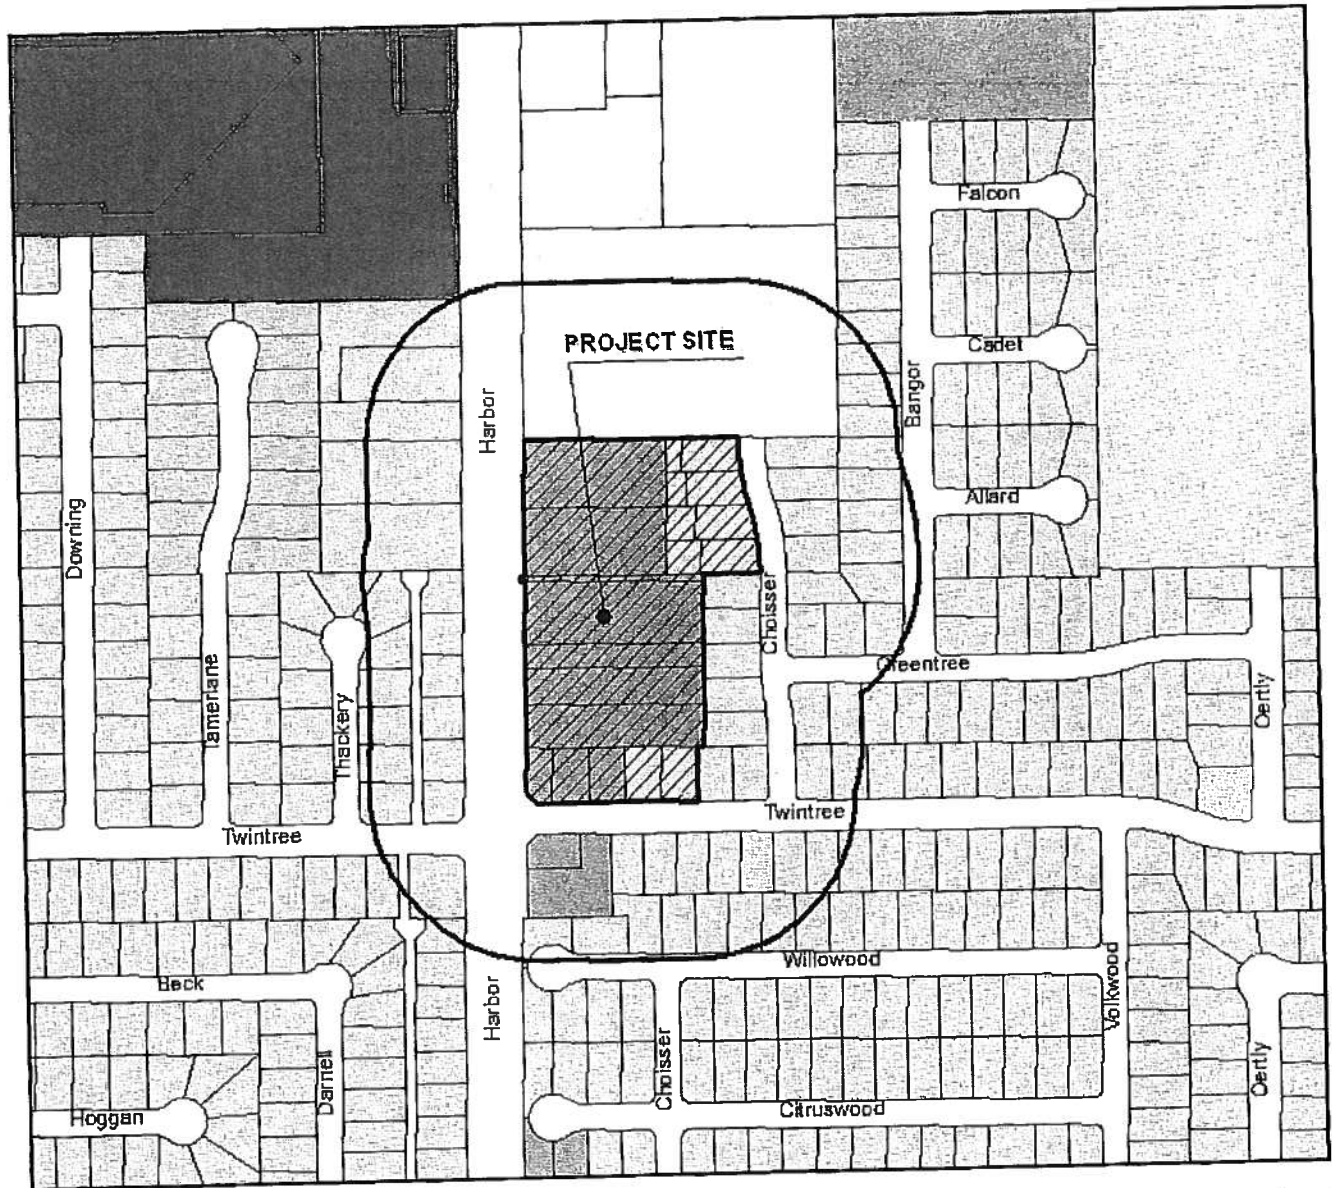 Falcon
PROJECT SITE
Cadet
Harbor
Bangor
Allard
Downing
Choisser
Greentree
Tamerlane
Thackery
Oertly
Twintree
Twintree
Willowood
Beck
Harbor
Volkwood
Choisser
Darnell
Oertly
Hoggan
Citruswood